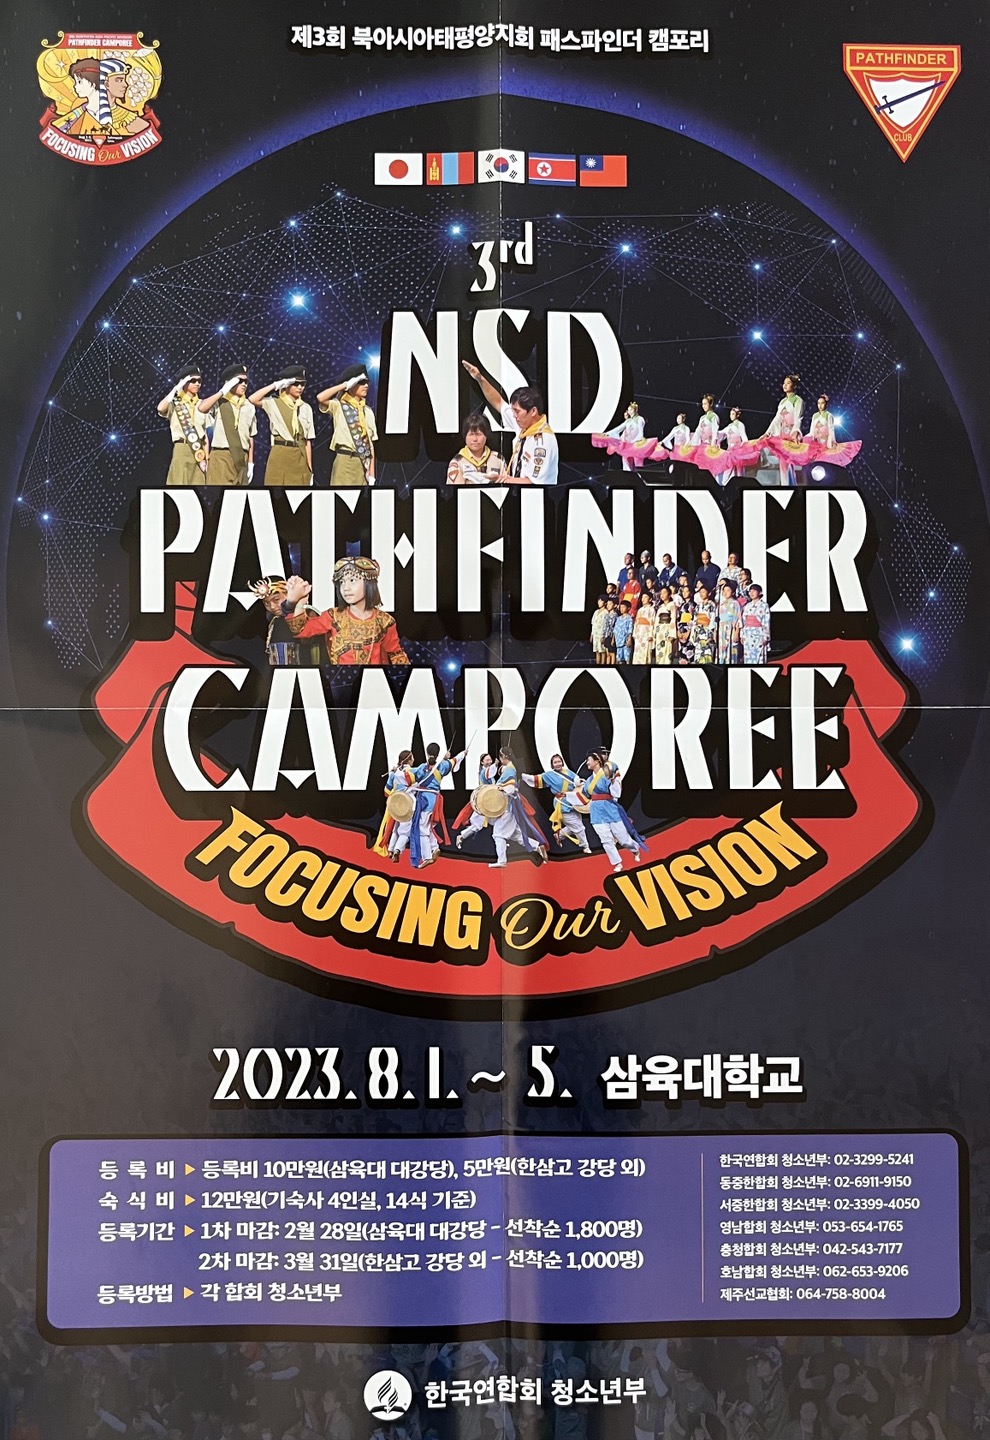 제3회 북아시아태평양지회 패스파인더 캠포리
PATHFINDER CAMPOREE
FOCUSING Our VISION
PATHFINDER
CLUB
3rd
NSD
PATHFINDER
CAMPOREE
FOCUSING Our VISION
2023. 8. 1. ~ 5. 삼육대학교
등 록 비 ▶ 등록비 10만원(삼육대 대강당), 5만원(한삼고 강당 외)
숙 식 비 ▶ 12만원(기숙사 4인실, 14식 기준)
등록기간 ▶ 1차 마감: 2월 28일(삼육대 대강당 - 선착순 1,800명)
2차 마감: 3월 31일(한삼고 강당 외 - 선착순 1,000명)
등록방법 ▶ 각 합회 청소년부
한국연합회 청소년부: 02-3299-5241
동중한합회 청소년부: 02-6911-9150
서중한합회 청소년부: 02-3399-4050
영남합회 청소년부: 053-654-1765
충청합회 청소년부: 042-543-7177
호남합회 청소년부: 062-653-9206
제주선교협회: 064-758-8004
한국연합회 청소년부